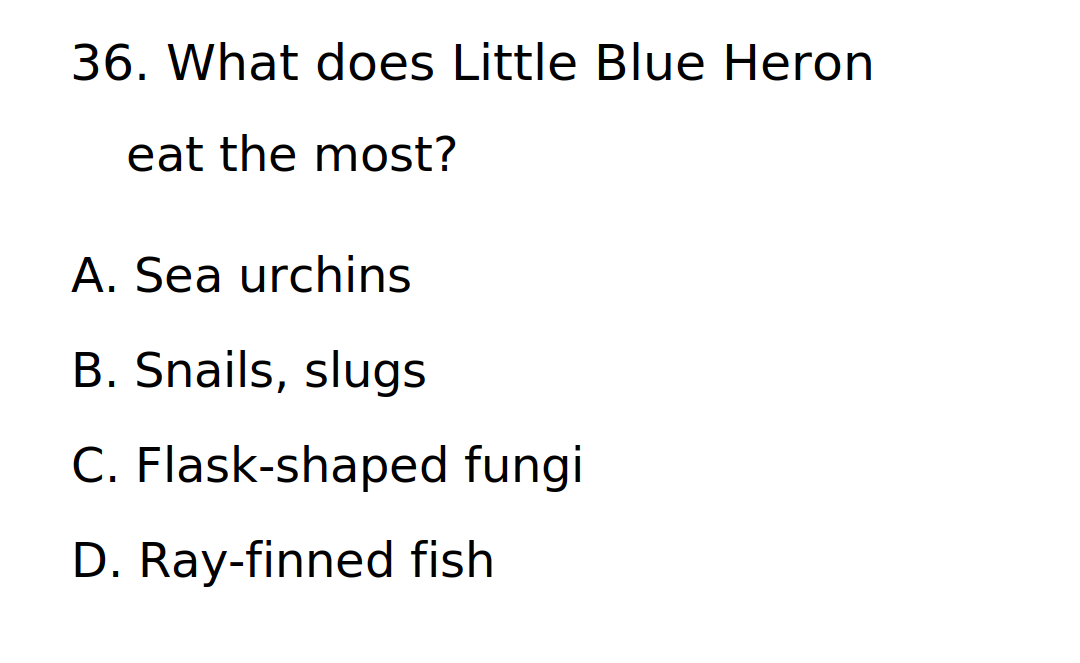 36. What does Little Blue Heron
eat the most?
A. Sea urchins
B. Snails, slugs
C. Flask-shaped fungi
D. Ray-finned fish